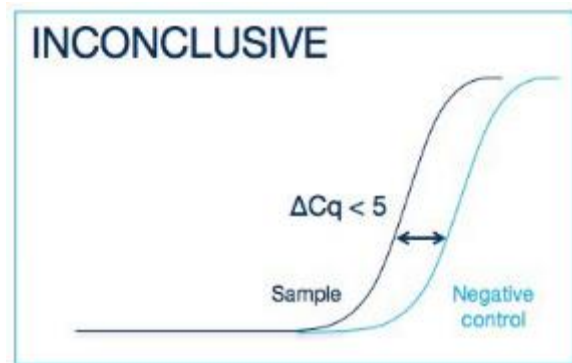 INCONCLUSIVE
ΔCq < 5
Sample
Negative
control